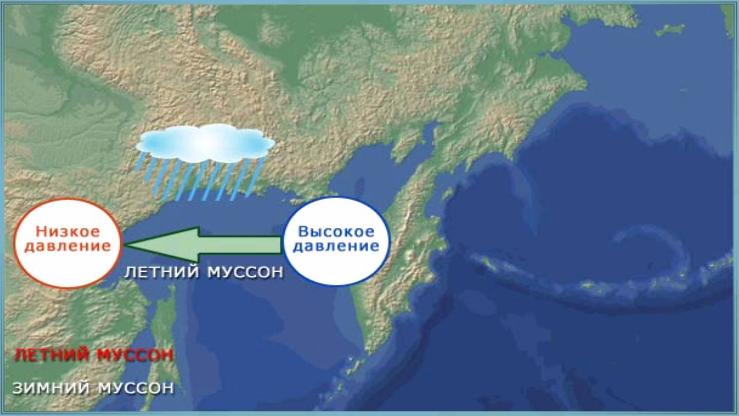 Низкое
давление
Высокое
давление
ЛЕТНИЙ МУССОН
ЛЕТНИЙ МУССОН
ЗИМНИЙ МУССОН